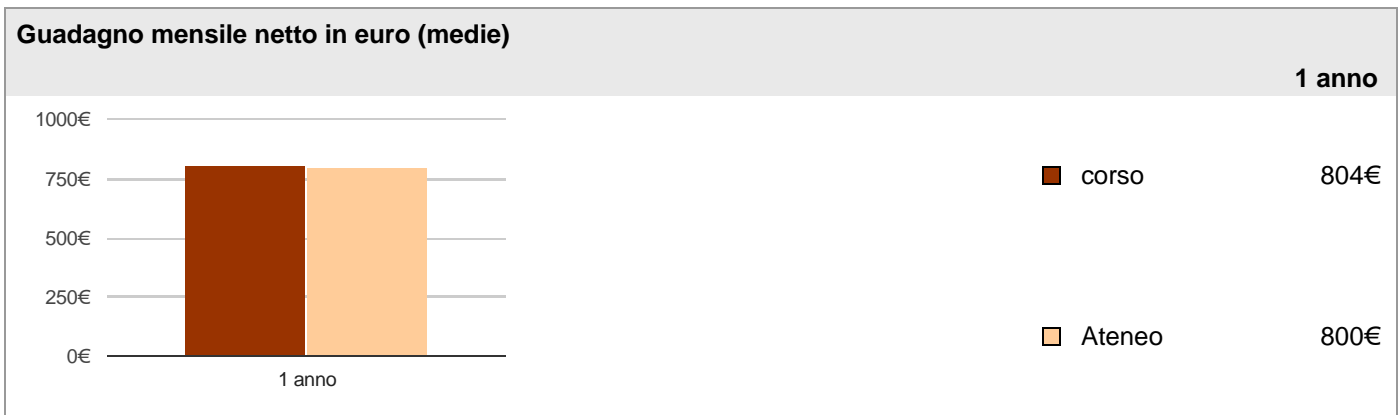 Guadagno mensile netto in euro (medie)
1 anno
1000€
750€
500€
250€
0€
1 anno
corso 804€
Ateneo 800€